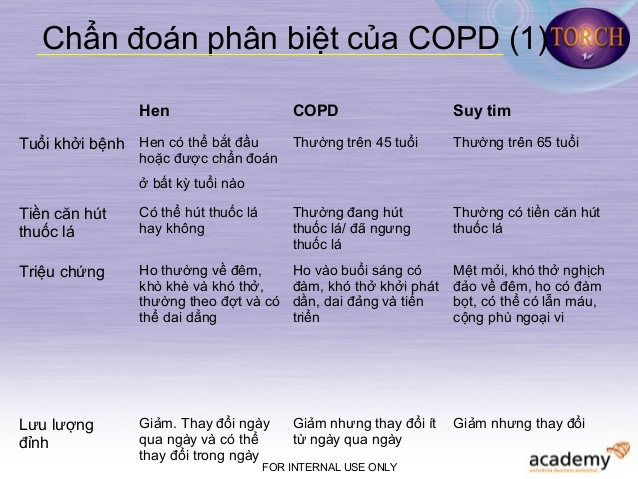 Chẩn đoán phân biệt của COPD (1)
TORCH
Hen COPD Suy tim
Tuổi khởi bệnh Hen có thể bắt đầu Thường trên 45 tuổi Thường trên 65 tuổi
hoặc được chẩn đoán
ở bất kỳ tuổi nào
Tiền căn hút Có thể hút thuốc lá Thường đang hút Thường có tiền căn hút
thuốc lá hay không thuốc lá/ đã ngưng thuốc lá
thuốc lá
Triệu chứng Ho thường về đêm, Ho vào buổi sáng có Mệt mỏi, khó thở nghịch
khò khè và khó thở, đàm, khó thở khởi phát đảo về đêm, ho có đàm
thường theo đợt và có dần, dai đảng và tiến bọt, có thể có lẫn máu,
thể dai dẳng triển cộng phù ngoại vi
Lưu lượng Giảm. Thay đổi ngày Giảm nhưng thay đổi ít Giảm nhưng thay đổi
đỉnh qua ngày và có thể từ ngày qua ngày
thay đổi trong ngày
FOR INTERNAL USE ONLY
academy